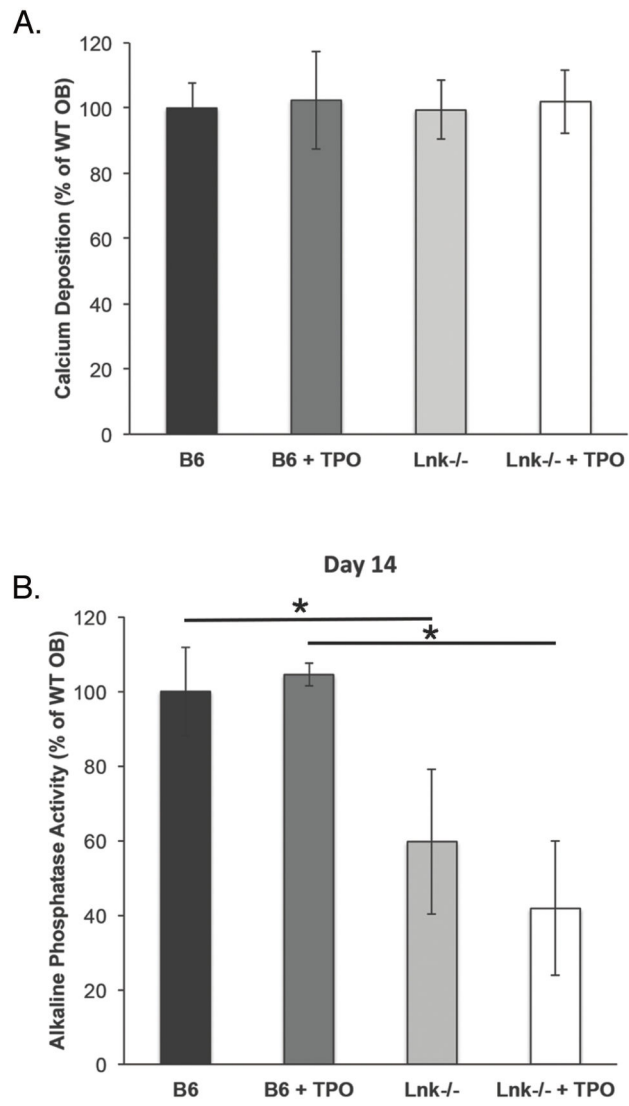 A.
Calcium Deposition (% of WT OB)
120
100
80
60
40
20
0
B6
B6 + TPO
Lnk-/-
Lnk-/- + TPO
Day 14
B.
Alkaline Phosphatase Activity (% of WT OB)
120
100
80
60
40
20
0
*
*
B6
B6 + TPO
Lnk-/-
Lnk-/- + TPO